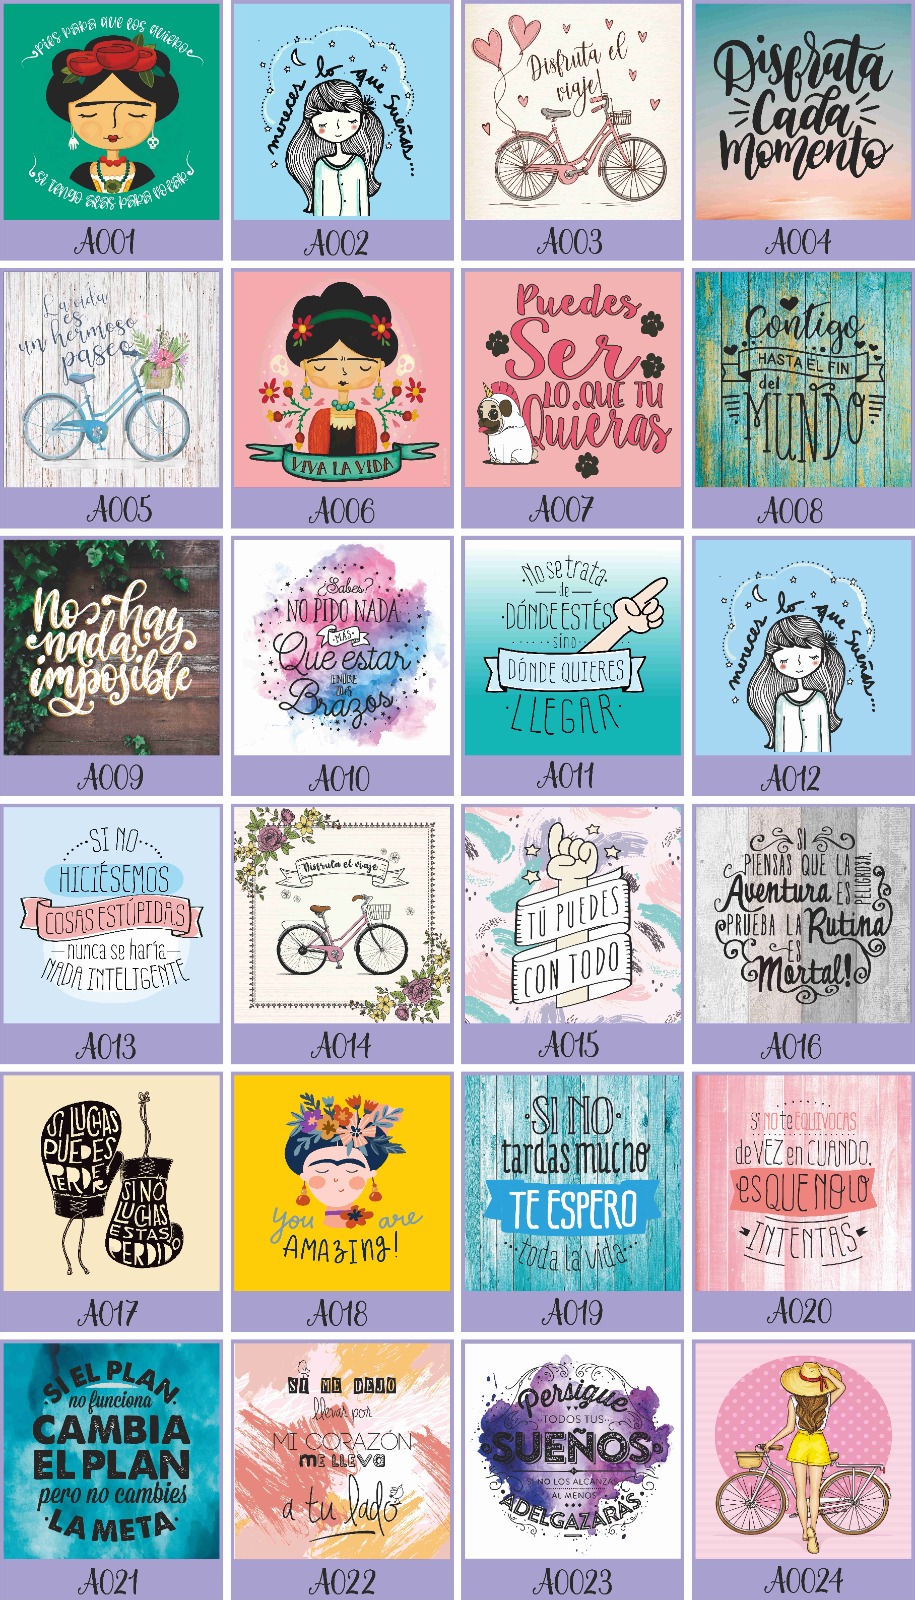 Pies para que los quiero
si tengo alas para volar
A001
mereces lo que sueñas...
A002
Disfruta el
viaje!
A003
Disfruta
Cada
Momento
A004
La vida
es
un hermoso
paseo
A005
VIVA LA VIDA
A006
Puedes
Ser
LO QUE TU
Quieras
A007
Contigo
HASTA EL FIN
del
MUNDO
A008
No hay
nada
imposible
A009
¿Sabes?
NO PIDO NADA
MÁS
Que estar
ENTRE
TUS
Brazos
A010
No se trata
de
DÓNDE ESTÉS
sino
DÓNDE QUIERES
LLEGAR
A011
mereces lo que sueñas...
A012
SI NO
HICIÉSEMOS
COSAS ESTÚPIDAS
nunca se haría
NADA INTELIGENTE
A013
Disfruta el viaje
A014
TÚ PUEDES
CON TODO
A015
SI
PIENSAS QUE LA
Aventura ES
PELIGROSA,
PRUEBA LA Rutina
ES
Mortal!
A016
SI LUCHAS
PUEDES
PERDER
SI NO
LUCHAS
ESTÁS
PERDIDO
A017
You are
AMAZING!
A018
SI NO
tardas mucho
TE ESPERO
toda la vida
A019
Si NO te EQUIVOCAS
de VEZ en CUANDO,
es QUE NO LO
INTENTAS
A020
SI EL PLAN
no funciona
CAMBIA
EL PLAN
pero no cambies
LA META
A021
SI ME DEJO
llevar por
MI CORAZÓN
ME LLEVA
a tu lado
A022
Persigue
TODOS TUS
SUEÑOS
SI NO LOS ALCANZAS
AL MENOS
ADELGAZARÁS
A0023
A0024